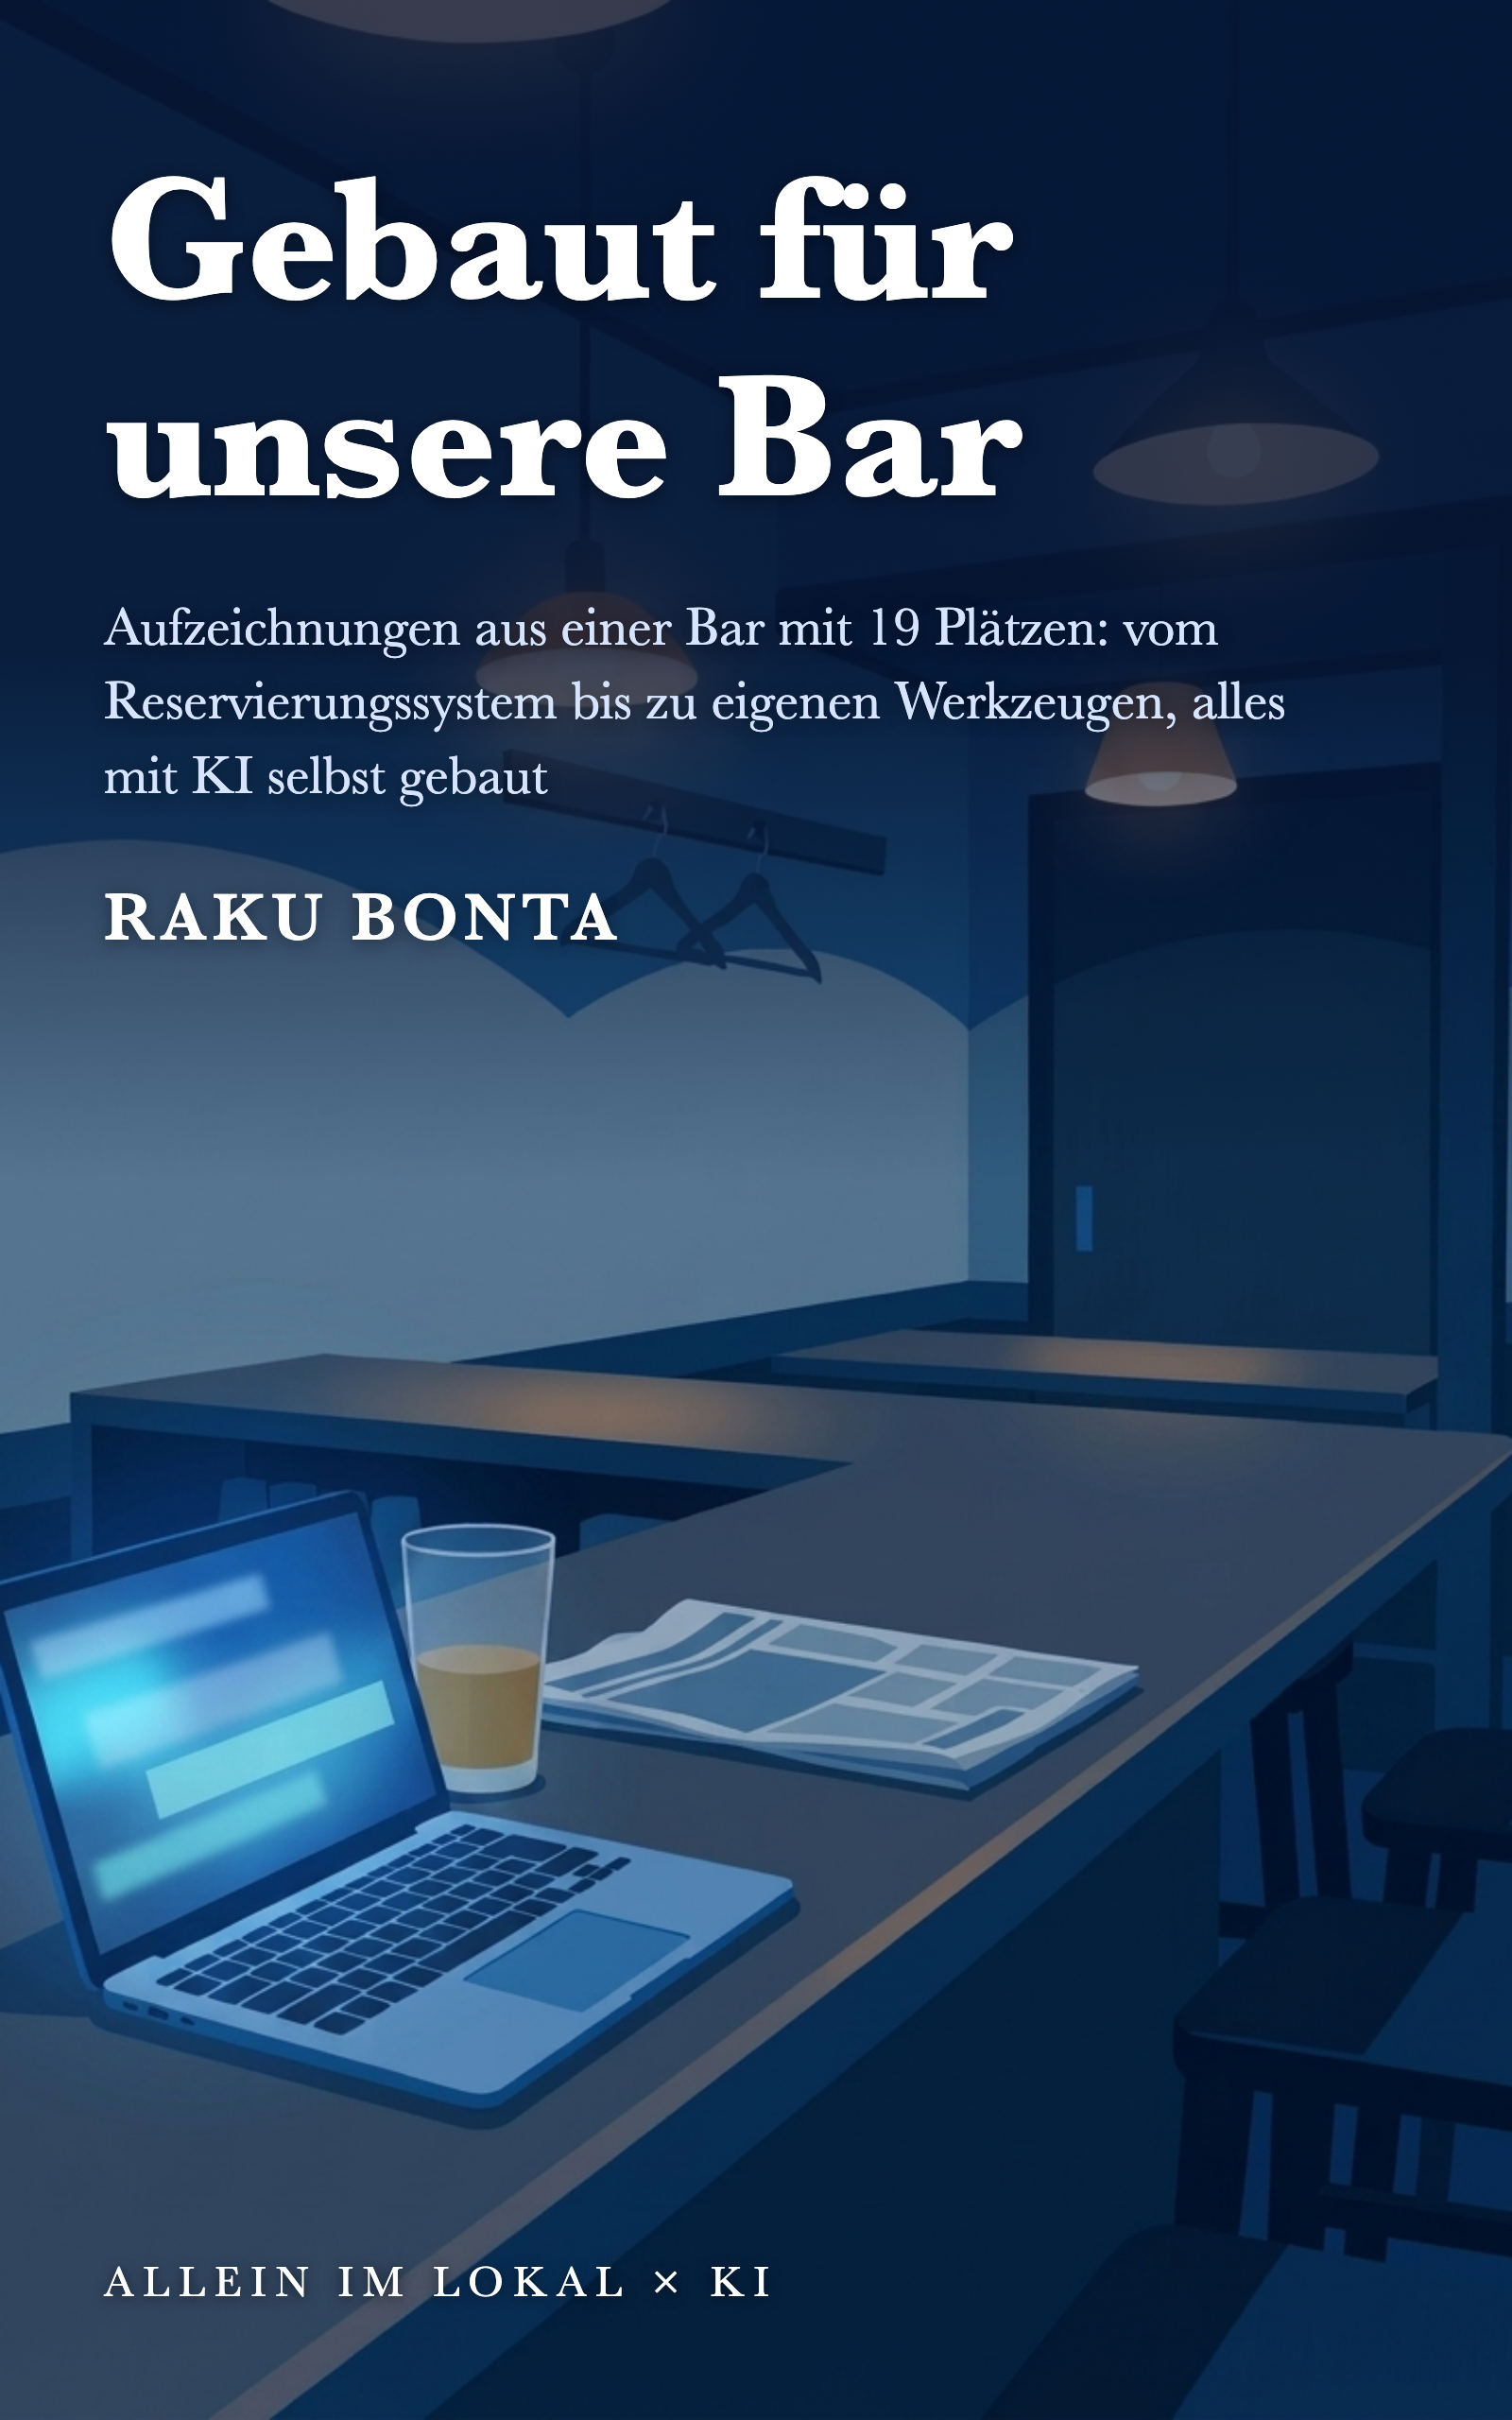 Gebaut für
unsere Bar
Aufzeichnungen aus einer Bar mit 19 Plätzen: vom
Reservierungssystem bis zu eigenen Werkzeugen, alles
mit KI selbst gebaut
RAKU BONTA
ALLEIN IM LOKAL × KI